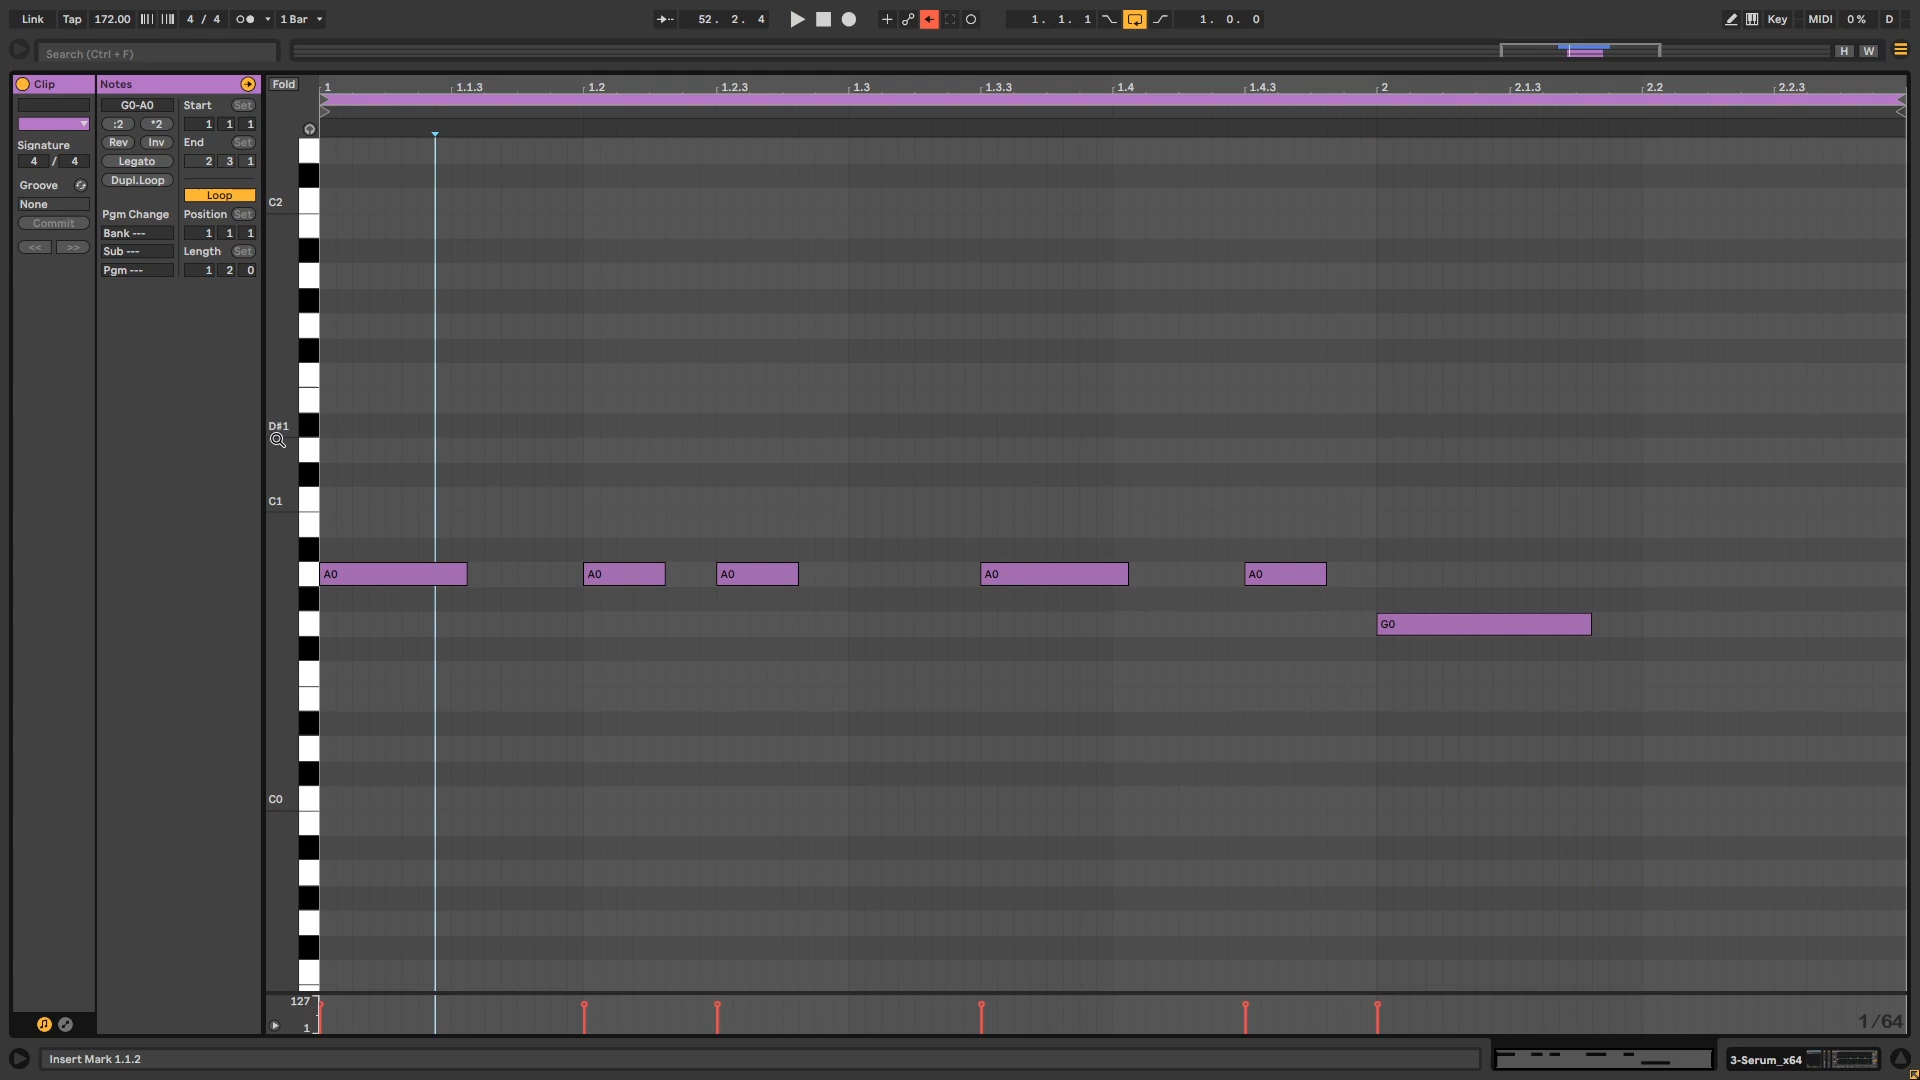 Link Tap 172.00 4 / 4 1 Bar 52. 2. 4 1. 1. 1 1. 0. 0 Key MIDI 0 % D
Search (Ctrl + F) H W
Clip Notes Fold 1 1.1.3 1.2 1.2.3 1.3 1.3.3 1.4 1.4.3 2 2.1.3 2.2 2.2.3
G0-A0 Start Set
:2 *2 1 1 1
Rev Inv End Set
Signature
4 / 4 Legato 2 3 1
Dupl.Loop
Groove
Loop
None
Pgm Change Position Set
Commit
Bank --- 1 1 1
<< >> Sub --- Length Set
Pgm --- 1 2 0
C2
D#1
C1
A0 A0 A0 A0 A0
G0
C0
127
1
1/64
Insert Mark 1.1.2 3-Serum_x64